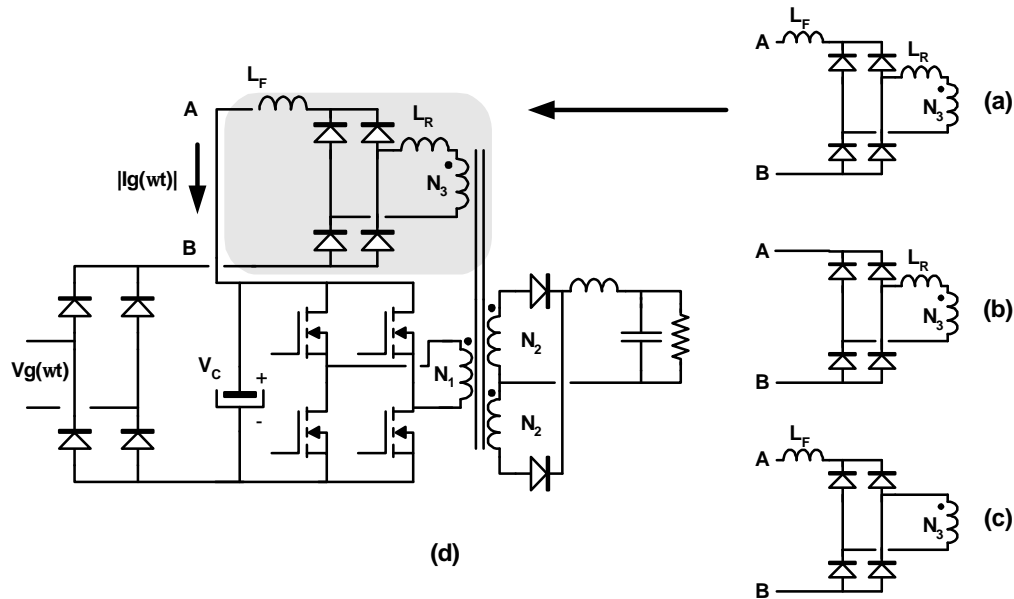 L_F
A
L_R
N_3
|Ig(wt)|
B
Vg(wt)
V_C
+
-
N_1
N_2
N_2
(d)
A
L_F
L_R
N_3
B
(a)
A
L_R
N_3
B
(b)
A
L_F
N_3
B
(c)